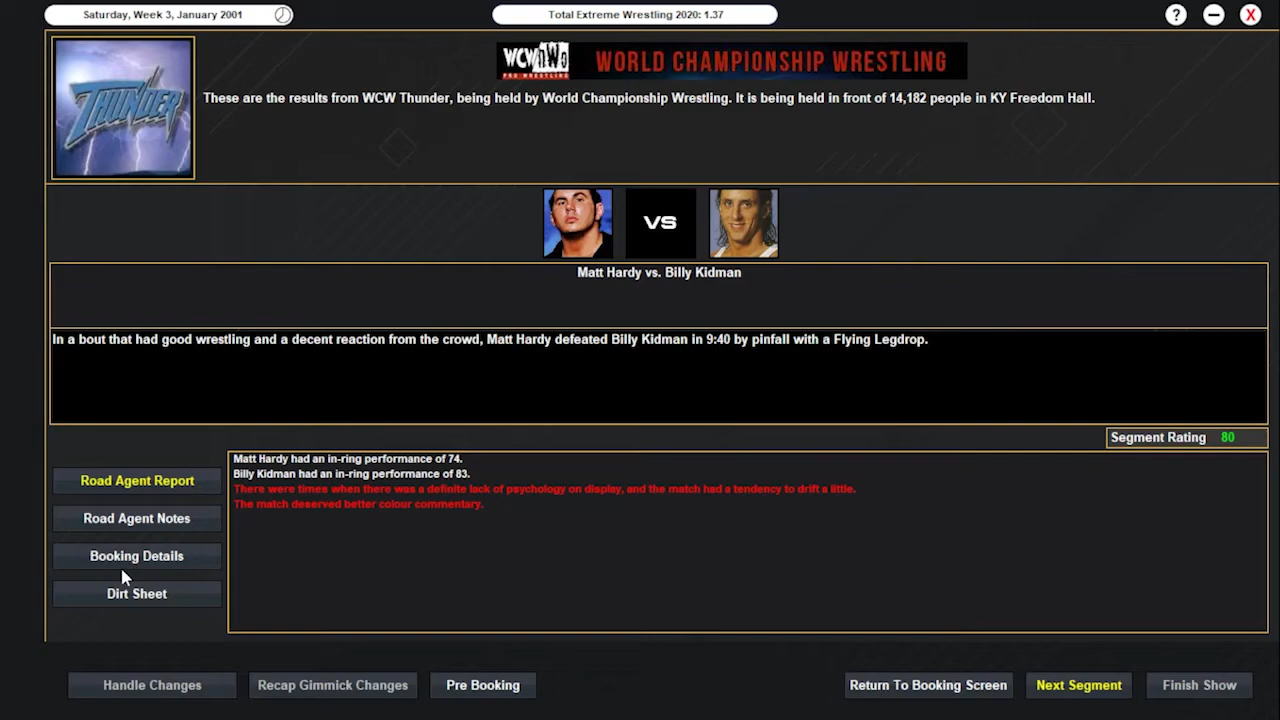 Saturday, Week 3, January 2001
Total Extreme Wrestling 2020: 1.37
?
X
THUNDER
WCW nWo
PRO WRESTLING
WORLD CHAMPIONSHIP WRESTLING
These are the results from WCW Thunder, being held by World Championship Wrestling. It is being held in front of 14,182 people in KY Freedom Hall.
VS
Matt Hardy vs. Billy Kidman
In a bout that had good wrestling and a decent reaction from the crowd, Matt Hardy defeated Billy Kidman in 9:40 by pinfall with a Flying Legdrop.
Segment Rating 80
Road Agent Report
Road Agent Notes
Booking Details
Dirt Sheet
Matt Hardy had an in-ring performance of 74.
Billy Kidman had an in-ring performance of 83.
There were times when there was a definite lack of psychology on display, and the match had a tendency to drift a little.
The match deserved better colour commentary.
Handle Changes
Recap Gimmick Changes
Pre Booking
Return To Booking Screen
Next Segment
Finish Show